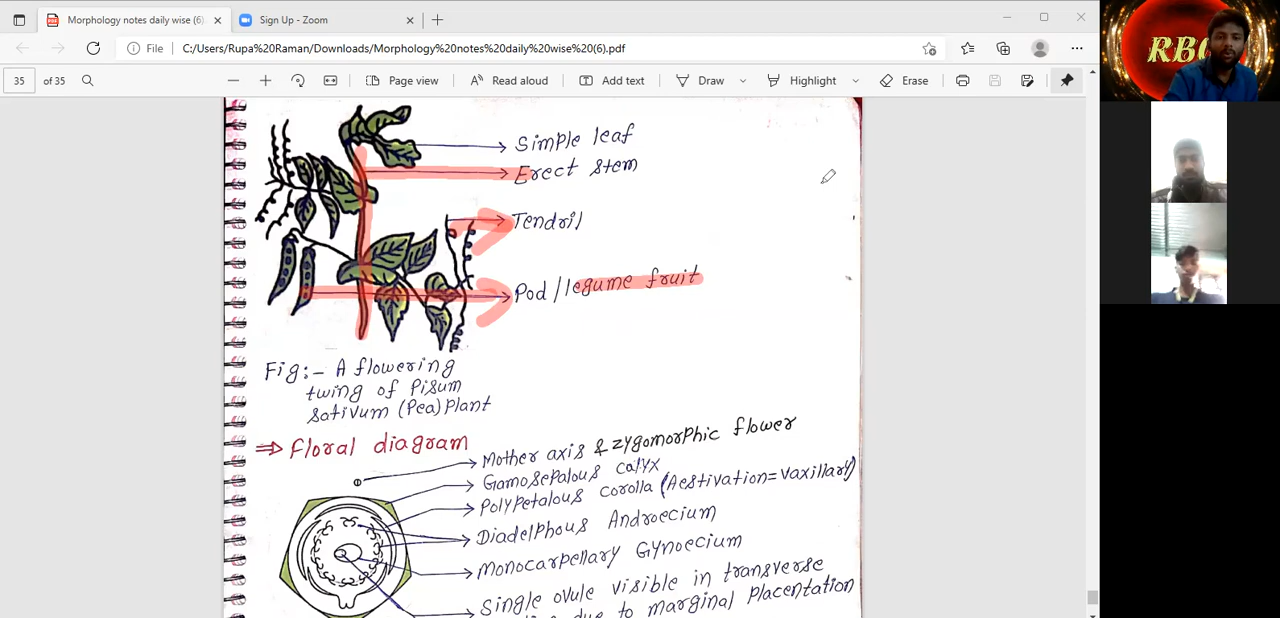 Morphology notes daily wise (6)
Sign Up - Zoom
File
C:/Users/Rupa%20Raman/Downloads/Morphology%20notes%20daily%20wise%20(6).pdf
35 of 35
Page view
Read aloud
Add text
Draw
Highlight
Erase
RBC
Simple leaf
Erect stem
Tendril
Pod/legume fruit
Fig:- A flowering
twing of Pisum
sativum (Pea) Plant
⇒ Floral diagram
Mother axis & zygomorphic flower
Gamosepalous calyx
Polypetalous corolla (Aestivation=Vaxillary)
Diadelphous Androecium
Monocarpellary Gynoecium
Single ovule visible in transverse
due to marginal placentation